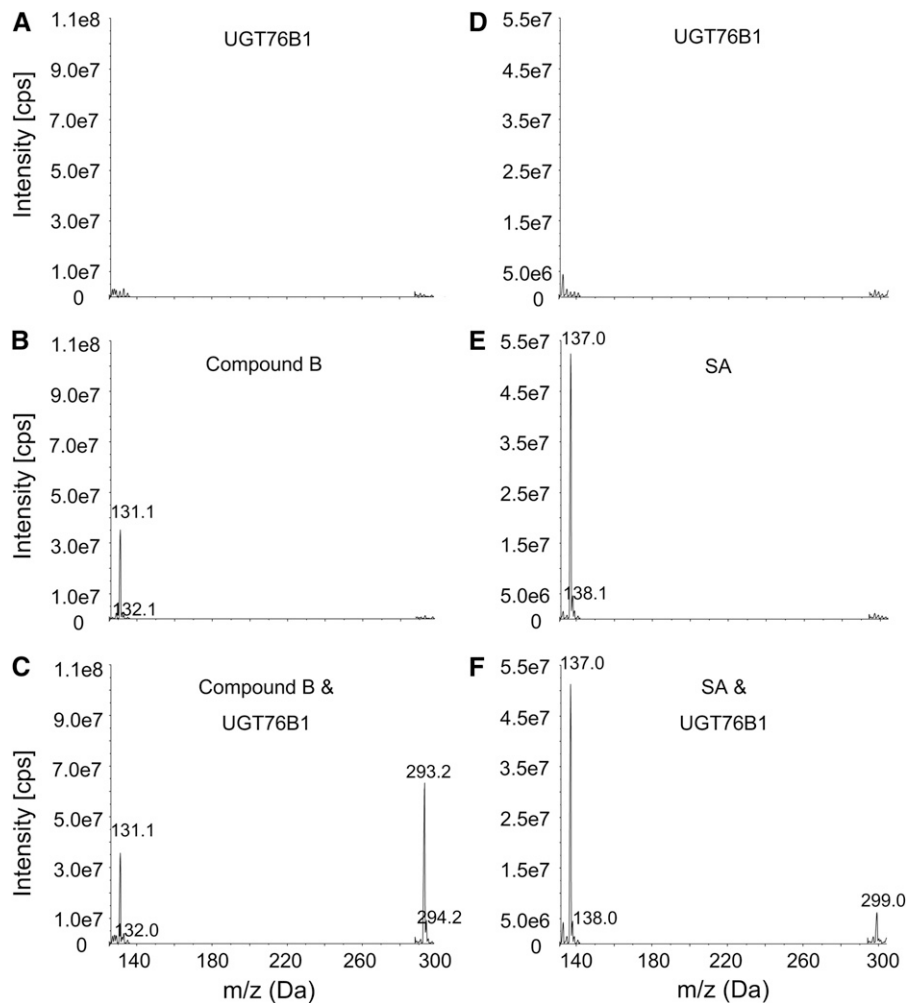 A
UGT76B1
Intensity [cps]
1.1e8
9.0e7
7.0e7
5.0e7
3.0e7
1.0e7
0
D
UGT76B1
5.5e7
4.5e7
3.5e7
2.5e7
1.5e7
5.0e6
0
B
Compound B
Intensity [cps]
1.1e8
9.0e7
7.0e7
5.0e7
3.0e7
1.0e7
0
131.1
132.1
E
SA
5.5e7
4.5e7
3.5e7
2.5e7
1.5e7
5.0e6
0
137.0
138.1
C
Compound B &
UGT76B1
Intensity [cps]
1.1e8
9.0e7
7.0e7
5.0e7
3.0e7
1.0e7
0
131.1
132.0
293.2
294.2
140 180 220 260 300
m/z (Da)
F
SA &
UGT76B1
5.5e7
4.5e7
3.5e7
2.5e7
1.5e7
5.0e6
0
137.0
138.0
299.0
140 180 220 260 300
m/z (Da)